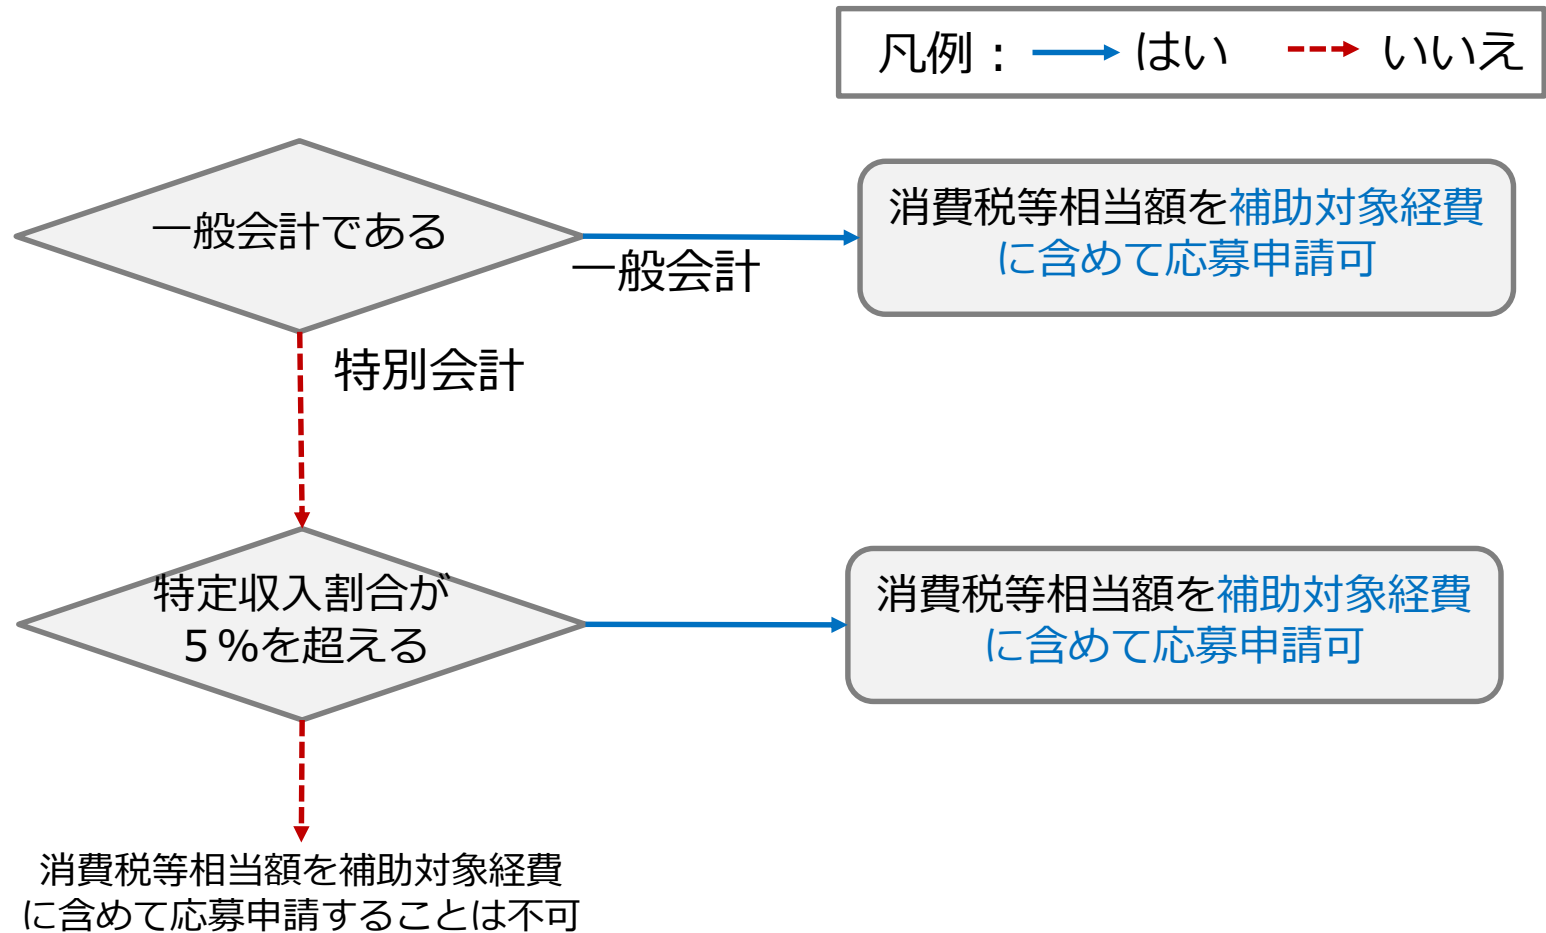 凡例： はい いいえ
一般会計である
一般会計
消費税等相当額を補助対象経費
に含めて応募申請可
特別会計
特定収入割合が
５%を超える
消費税等相当額を補助対象経費
に含めて応募申請可
消費税等相当額を補助対象経費
に含めて応募申請することは不可